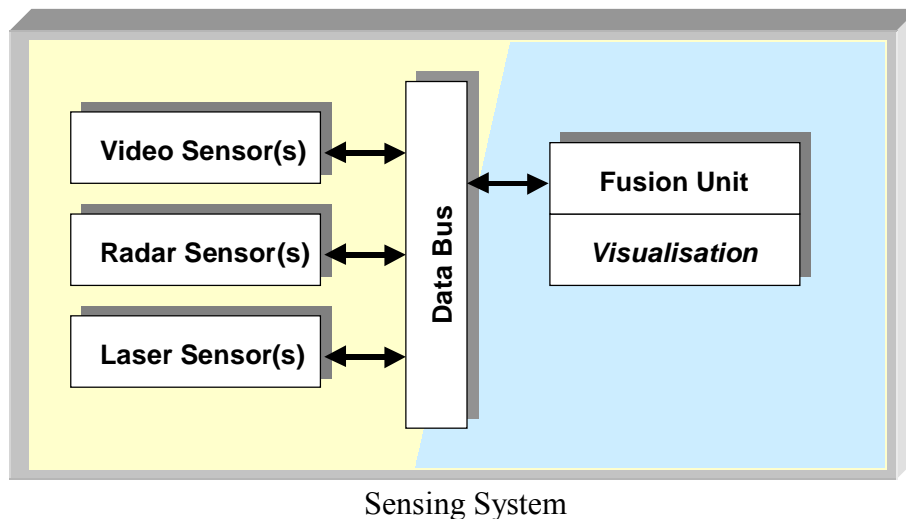 Video Sensor(s)
Radar Sensor(s)
Laser Sensor(s)
Data Bus
Fusion Unit
Visualisation
Sensing System